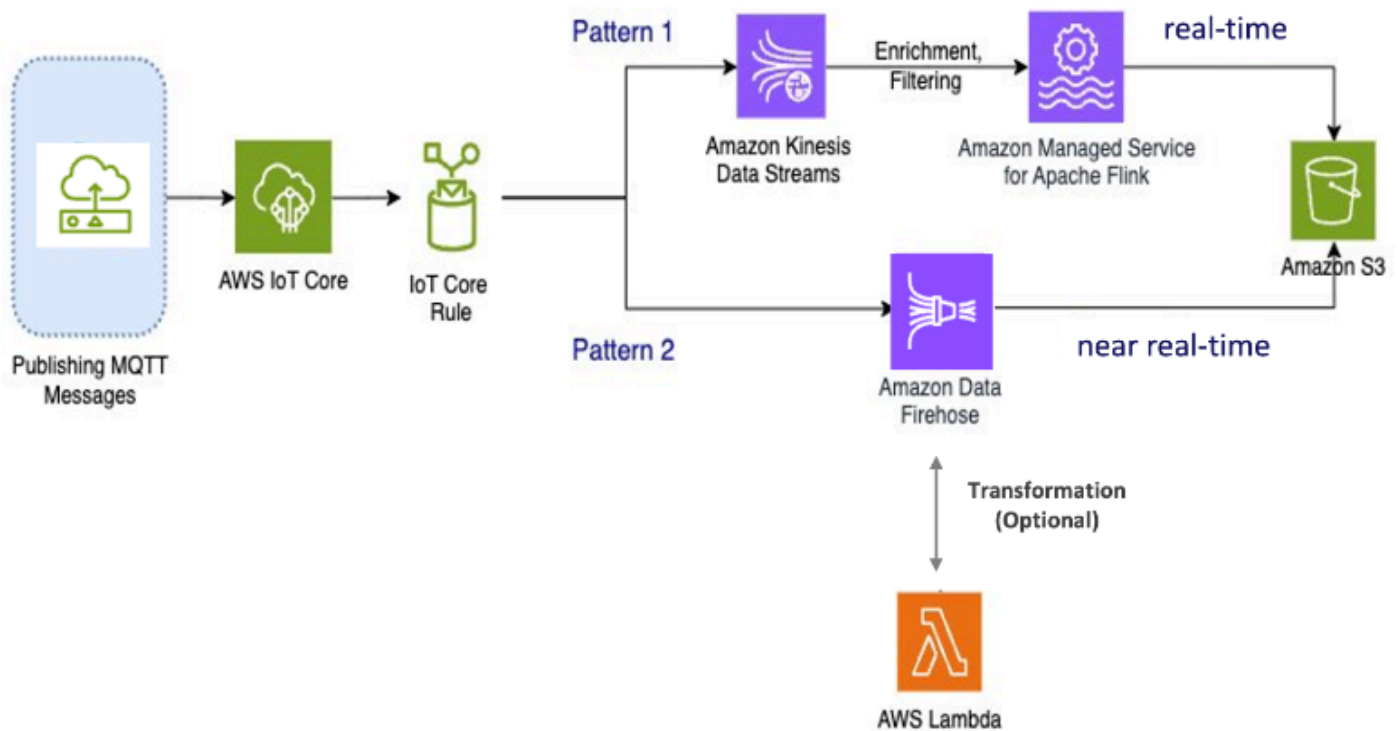 Pattern 1
real-time
Enrichment,
Filtering
Amazon Kinesis
Data Streams
Amazon Managed Service
for Apache Flink
AWS IoT Core
IoT Core
Rule
Amazon S3
Publishing MQTT
Messages
Pattern 2
near real-time
Amazon Data
Firehose
Transformation
(Optional)
AWS Lambda